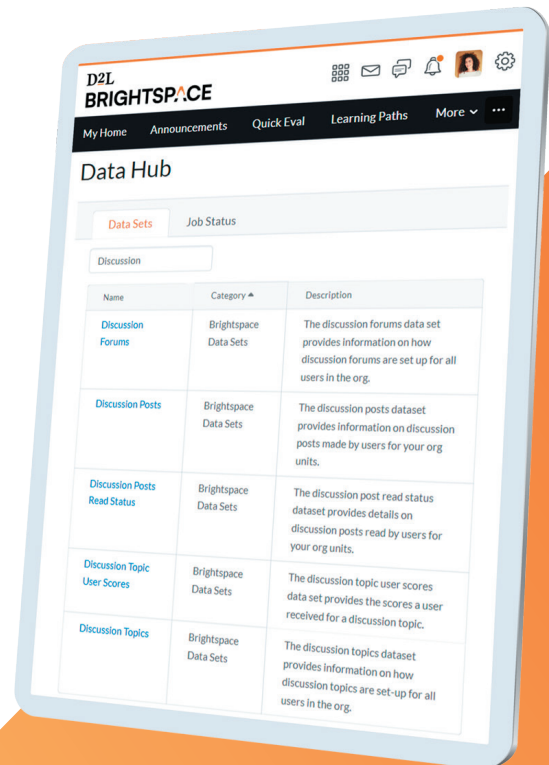 D2L
BRIGHTSPACE
My Home Announcements Quick Eval Learning Paths More ...
Data Hub
Data Sets Job Status
Discussion
Name Category Description
Discussion Brightspace The discussion forums data set
Forums Data Sets provides information on how
discussion forums are set up for all
users in the org.
Discussion Posts Brightspace The discussion posts dataset
Data Sets provides information on discussion
posts made by users for your org
units.
Discussion Posts Brightspace The discussion post read status
Read Status Data Sets dataset provides details on
discussion posts read by users for
your org units.
Discussion Topic Brightspace The discussion topic user scores
User Scores Data Sets data set provides the scores a user
received for a discussion topic.
Discussion Topics Brightspace The discussion topics dataset
Data Sets provides information on how
discussion topics are set-up for all
users in the org.